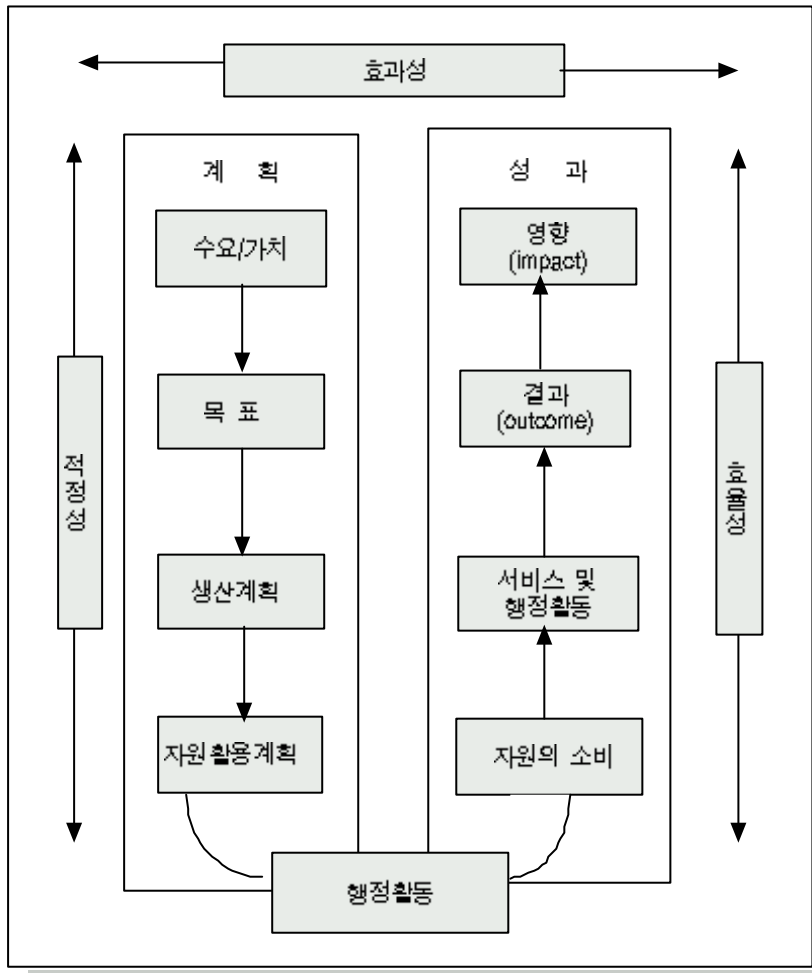 효과성
계 획
수요/가치
목 표
생산계획
자원활용계획
성 과
영향
(impact)
결과
(outcome)
서비스 및
행정활동
자원의 소비
적정성
효율성
행정활동